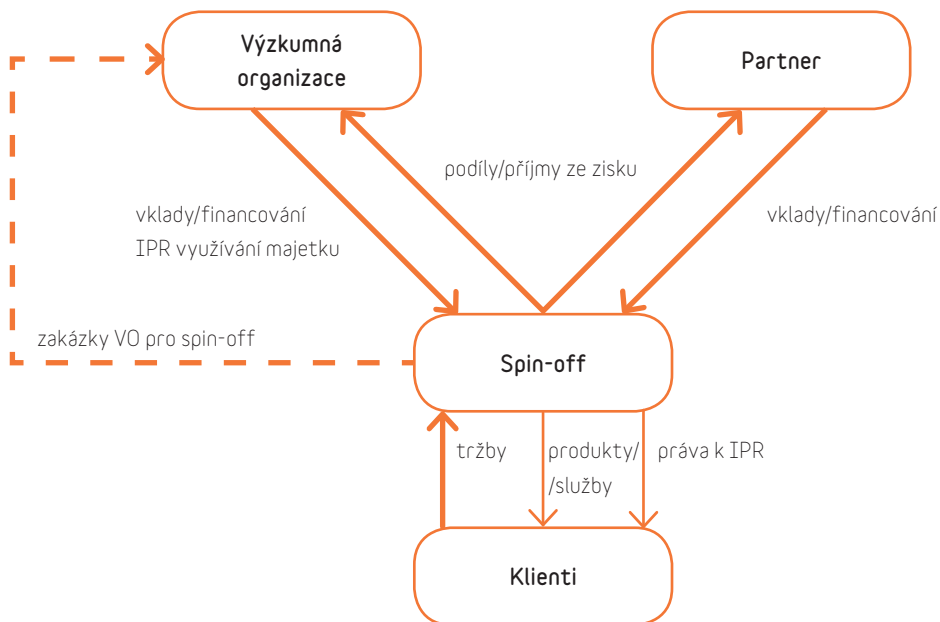 Výzkumná
organizace
Partner
podíly/příjmy ze zisku
vklady/financování
IPR využívání majetku
vklady/financování
zakázky VO pro spin-off
Spin-off
tržby
produkty/
/služby
práva k IPR
Klienti